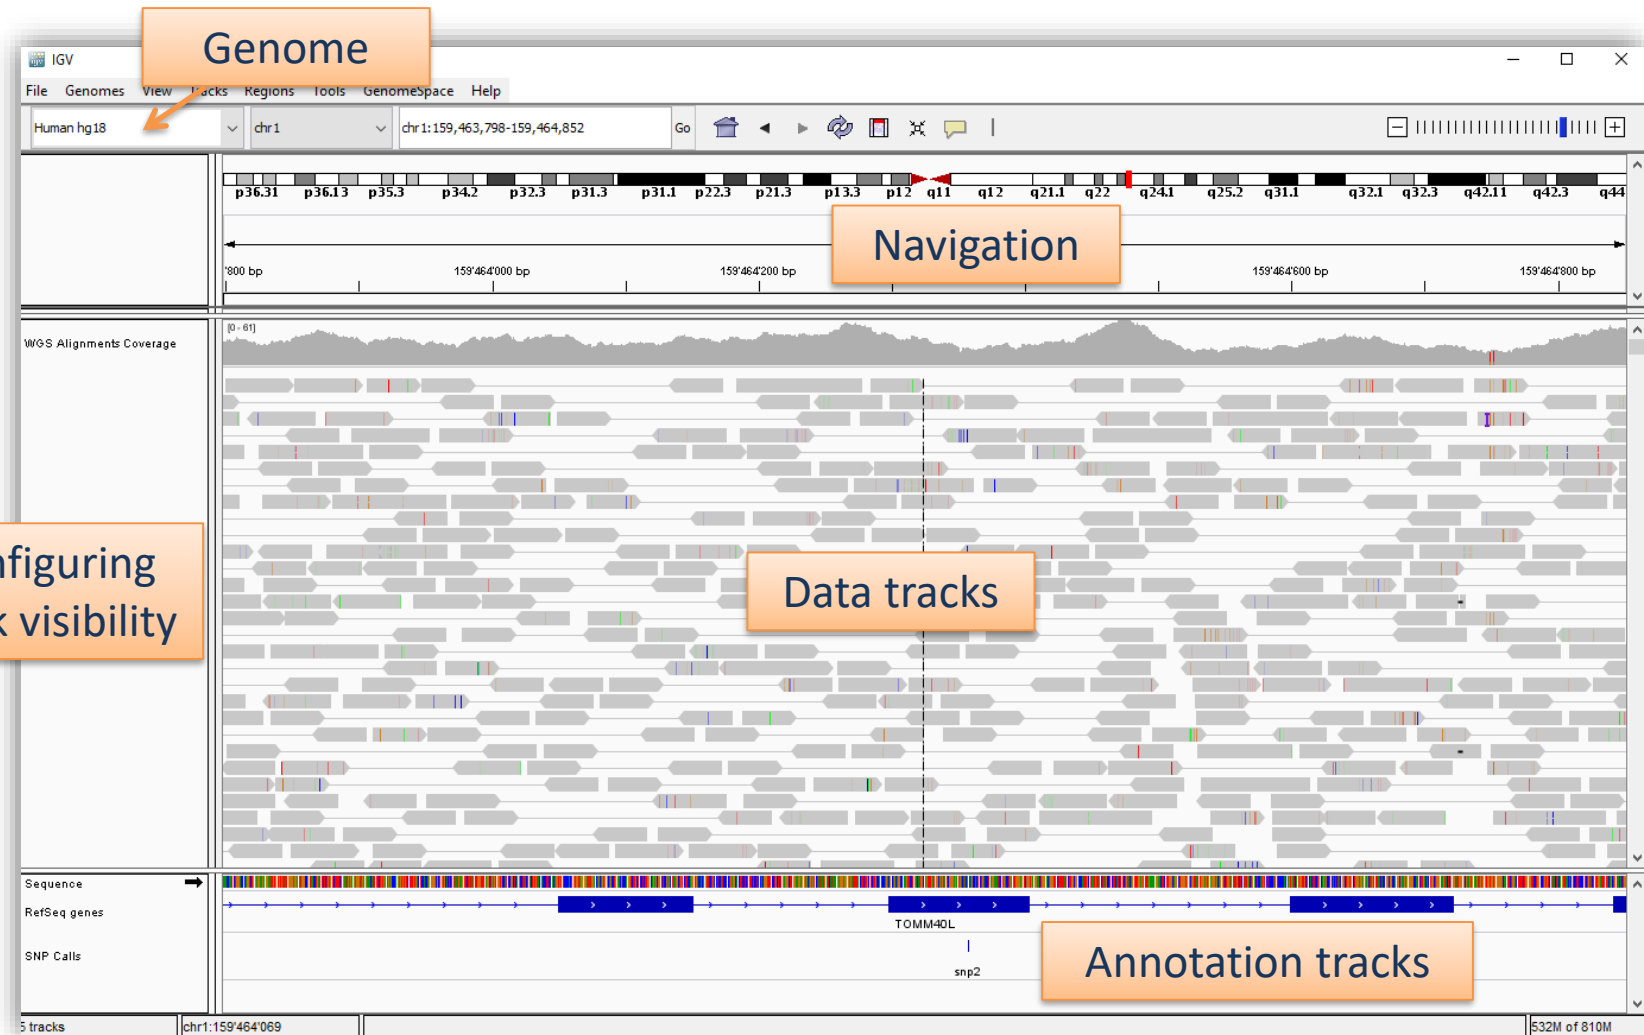 Genome
IGV
File Genomes View Tracks Regions Tools GenomeSpace Help
Human hg18 chr1 chr1:159,463,798-159,464,852 Go
p36.31 p36.13 p35.3 p34.2 p32.3 p31.3 p31.1 p22.3 p21.3 p13.3 p12 q11 q12 q21.1 q22 q24.1 q25.2 q31.1 q32.1 q32.3 q42.11 q42.3 q44
Navigation
'800 bp 159'464'000 bp 159'464'200 bp 159'464'600 bp 159'464'800 bp
[0 - 61]
WGS Alignments Coverage
nfiguring
k visibility
Data tracks
Sequence
RefSeq genes
TOMM40L
SNP Calls
snp2
Annotation tracks
5 tracks chr1:159'464'069 532M of 810M